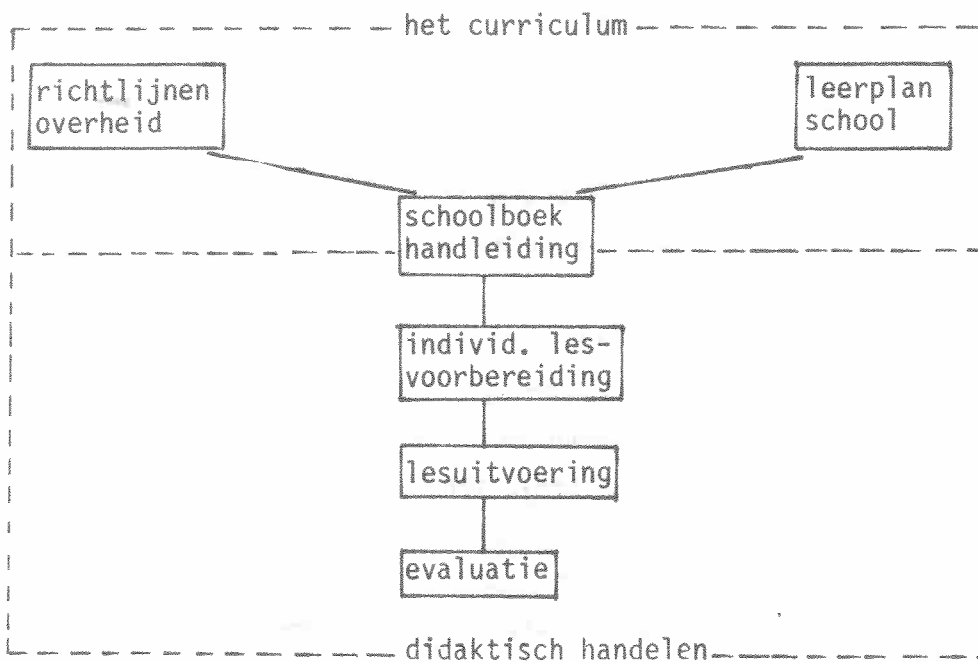 het curriculum
richtlijnen
overheid
leerplan
school
schoolboek
handleiding
individ. les-
voorbereiding
lesuitvoering
evaluatie
didaktisch handelen